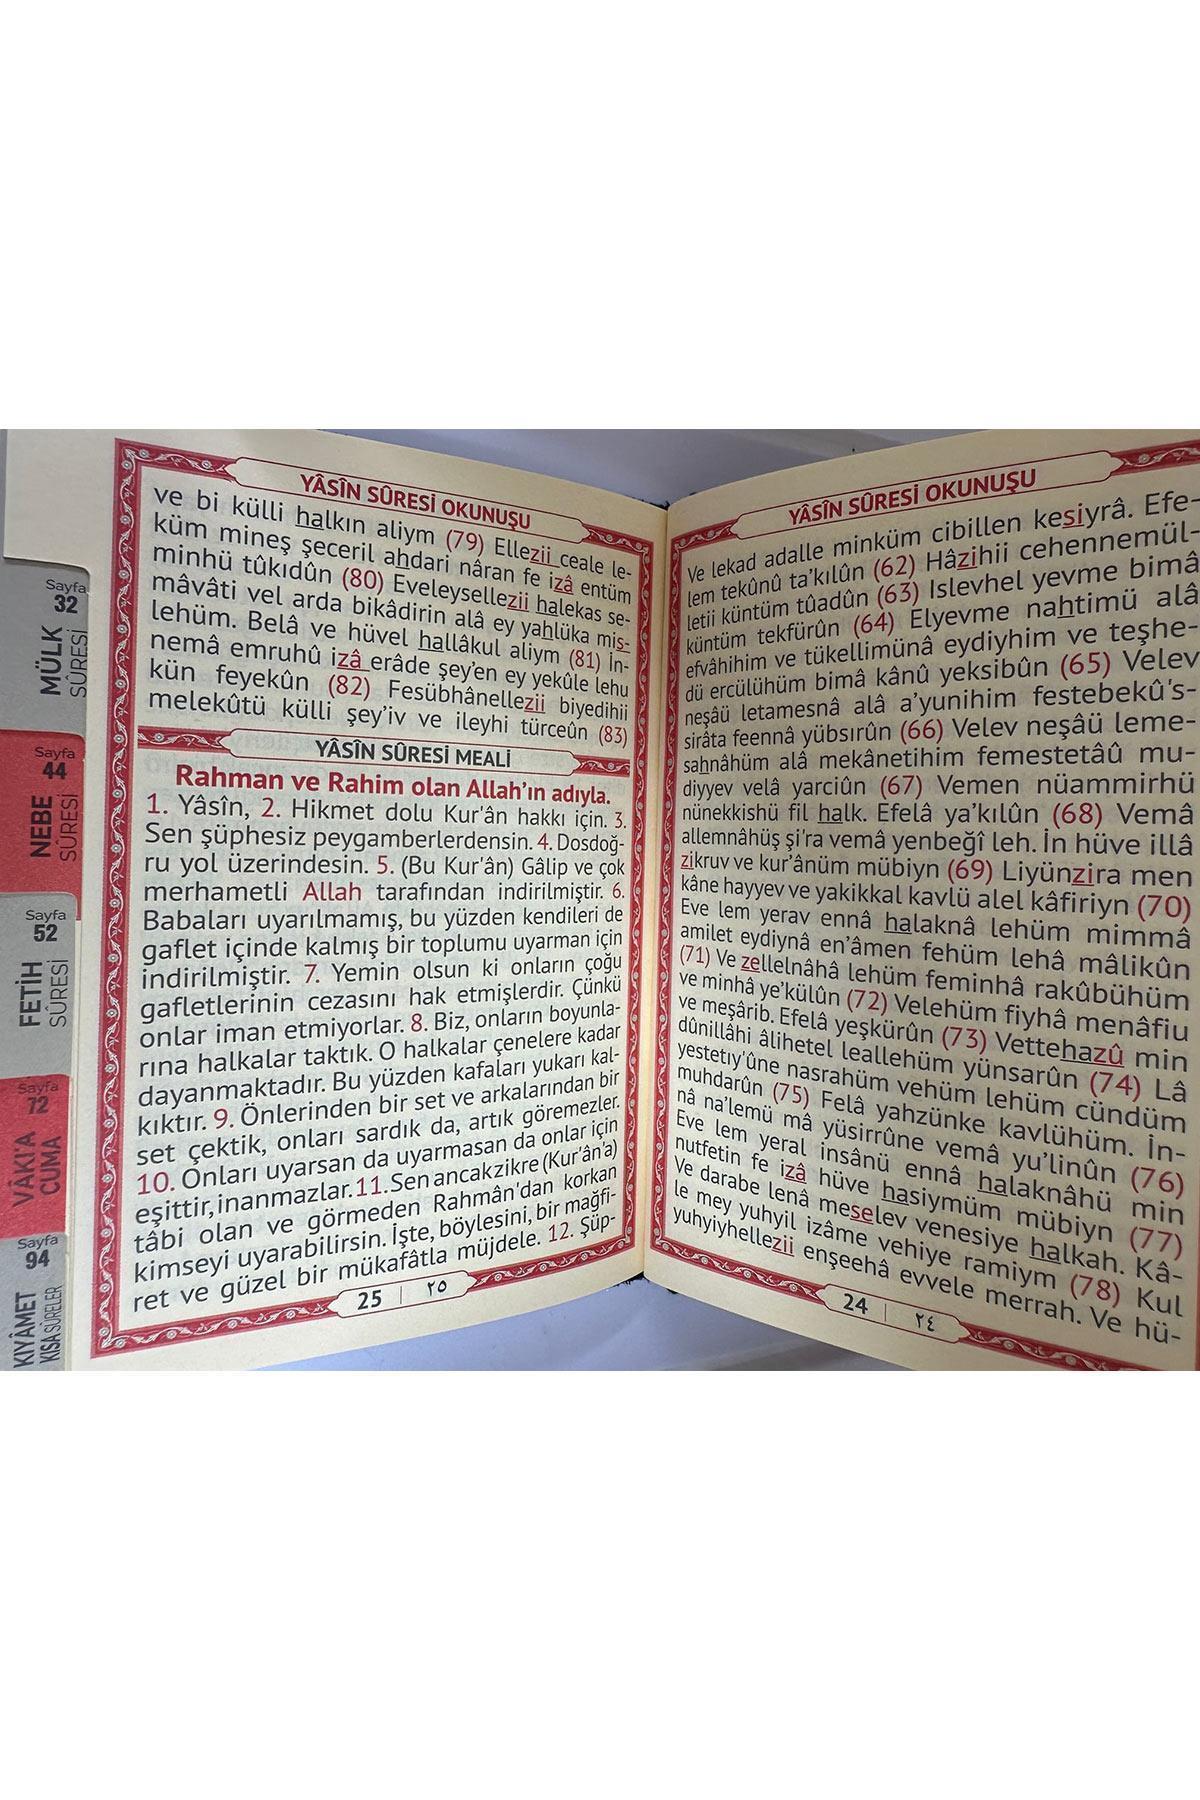 Sayfa
32
MÜLK
SÛRESİ
Sayfa
44
NEBE
SÛRESİ
Sayfa
52
FETİH
SÛRESİ
Sayfa
72
VÂKI'A
CUMA
Sayfa
94
KIYÂMET
KISA SÛRELER
YÂSÎN SÛRESİ OKUNUŞU
ve bi külli halkın aliym (79) Ellezii ceale le-
küm mineş şeceril ahdari nâran fe izâ entüm
minhü tûkıdûn (80) Eveleysellezii halekas se-
mâvâti vel arda bikâdirin alâ ey yahlüka mis-
lehüm. Belâ ve hüvel hallâkul aliym (81) İn-
nemâ emruhû izâ erâde şey'en ey yekûle lehu
kün feyekûn (82) Fesübhânellezii biyedihii
melekûtü külli şey'iv ve ileyhi türceûn (83)
YÂSÎN SÛRESİ MEALİ
Rahman ve Rahim olan Allah'ın adıyla.
1. Yâsîn, 2. Hikmet dolu Kur'ân hakkı için. 3.
Sen şüphesiz peygamberlerdensin. 4. Dosdoğ-
ru yol üzerindesin. 5. (Bu Kur'ân) Gâlip ve çok
merhametli Allah tarafından indirilmiştir. 6.
Babaları uyarılmamış, bu yüzden kendileri de
gaflet içinde kalmış bir toplumu uyarman için
indirilmiştir. 7. Yemin olsun ki onların çoğu
gafletlerinin cezasını hak etmişlerdir. Çünkü
onlar iman etmiyorlar. 8. Biz, onların boyunla-
rına halkalar taktık. O halkalar çenelere kadar
dayanmaktadır. Bu yüzden kafaları yukarı kal-
kıktır. 9. Önlerinden bir set ve arkalarından bir
set çektik, onları sardık da, artık göremezler.
10. Onları uyarsan da uyarmasan da onlar için
eşittir, inanmazlar. 11. Sen ancak zikre (Kur'ân'a)
tâbi olan ve görmeden Rahmân'dan korkan
kimseyi uyarabilirsin. İşte, böylesini, bir mağfi-
ret ve güzel bir mükafâtla müjdele. 12. Şüp-
25 | ٢٥
YÂSÎN SÛRESİ OKUNUŞU
Ve lekad adalle minküm cibillen kesiyrâ. Efe-
lem tekûnû ta'kılûn (62) Hâzihii cehennemül-
letii küntüm tûadûn (63) Islevhel yevme bimâ
küntüm tekfürûn (64) Elyevme nahtimü alâ
efvâhihim ve tükellimünâ eydiyhim ve teşhe-
dü ercülühüm bimâ kânû yeksibûn (65) Velev
neşâü letamesnâ alâ a'yunihim festebekû's-
sirâta feennâ yübsırûn (66) Velev neşâü leme-
sahnâhüm alâ mekânetihim femestetâû mu-
diyyev velâ yarciûn (67) Vemen nüammirhü
nünekkishü fil halk. Efelâ ya'kılûn (68) Vemâ
allemnâhüş şi'ra vemâ yenbeğî leh. İn hüve illâ
zikruv ve kur'ânüm mübiyn (69) Liyünzira men
kâne hayyev ve yakikkal kavlü alel kâfiriyn (70)
Eve lem yerav ennâ halaknâ lehüm mimmâ
amilet eydiynâ en'âmen fehüm lehâ mâlikûn
(71) Ve zellelnâhâ lehüm feminhâ rakûbühüm
ve minhâ ye'külûn (72) Velehüm fiyhâ menâfiu
ve meşârib. Efelâ yeşkürûn (73) Vettehazû min
dûnillâhi âlihetel leallehüm yünsarûn (74) Lâ
yestetıy'ûne nasrahüm vehüm lehüm cündüm
muhdarûn (75) Felâ yahzünke kavlühüm. İn-
nâ na'lemü mâ yüsirrûne vemâ yu'linûn (76)
Eve lem yeral insânü ennâ halaknâhü min
nutfetin fe izâ hüve hasiymüm mübiyn (77)
Ve darabe lenâ meselev venesiye halkah. Kâ-
le mey yuhyil izâme vehiye ramiym (78) Kul
yuhyiyhellezii enşeehâ evvele merrah. Ve hü-
24 | ٢٤